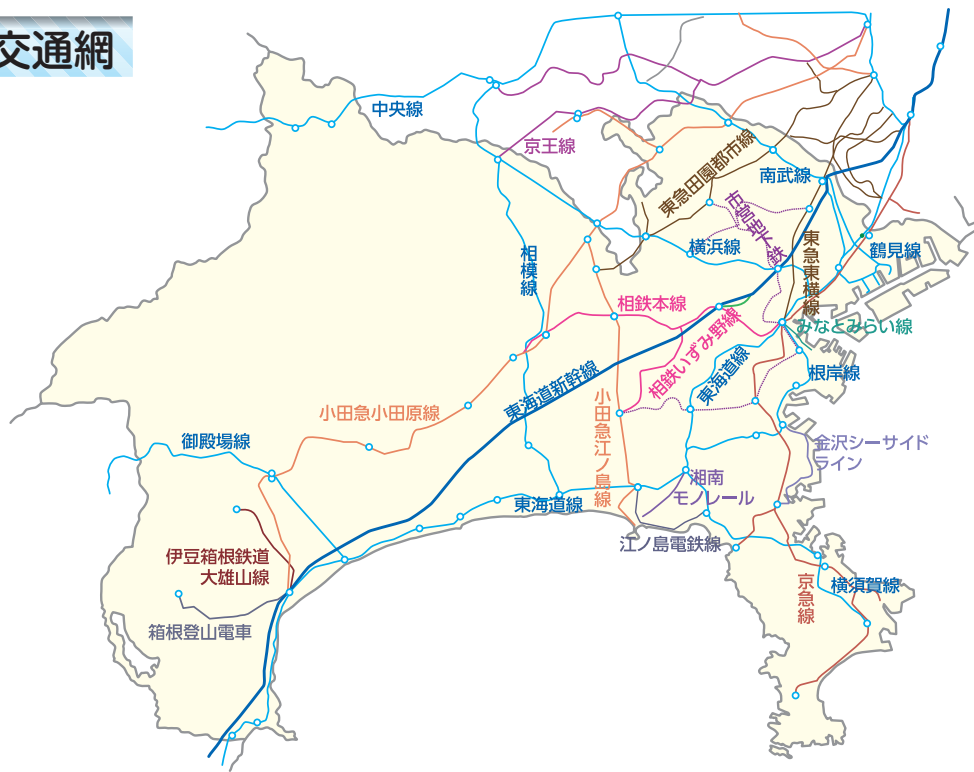 交通網
中央線
京王線
東急田園都市線
南武線
市営地下鉄
横浜線
東急東横線
鶴見線
相模線
相鉄本線
みなとみらい線
相鉄いずみ野線
東海道線
根岸線
東海道新幹線
小田急小田原線
小田急江ノ島線
御殿場線
金沢シーサイド
ライン
湘南
モノレール
東海道線
江ノ島電鉄線
伊豆箱根鉄道
大雄山線
京急線
横須賀線
箱根登山電車